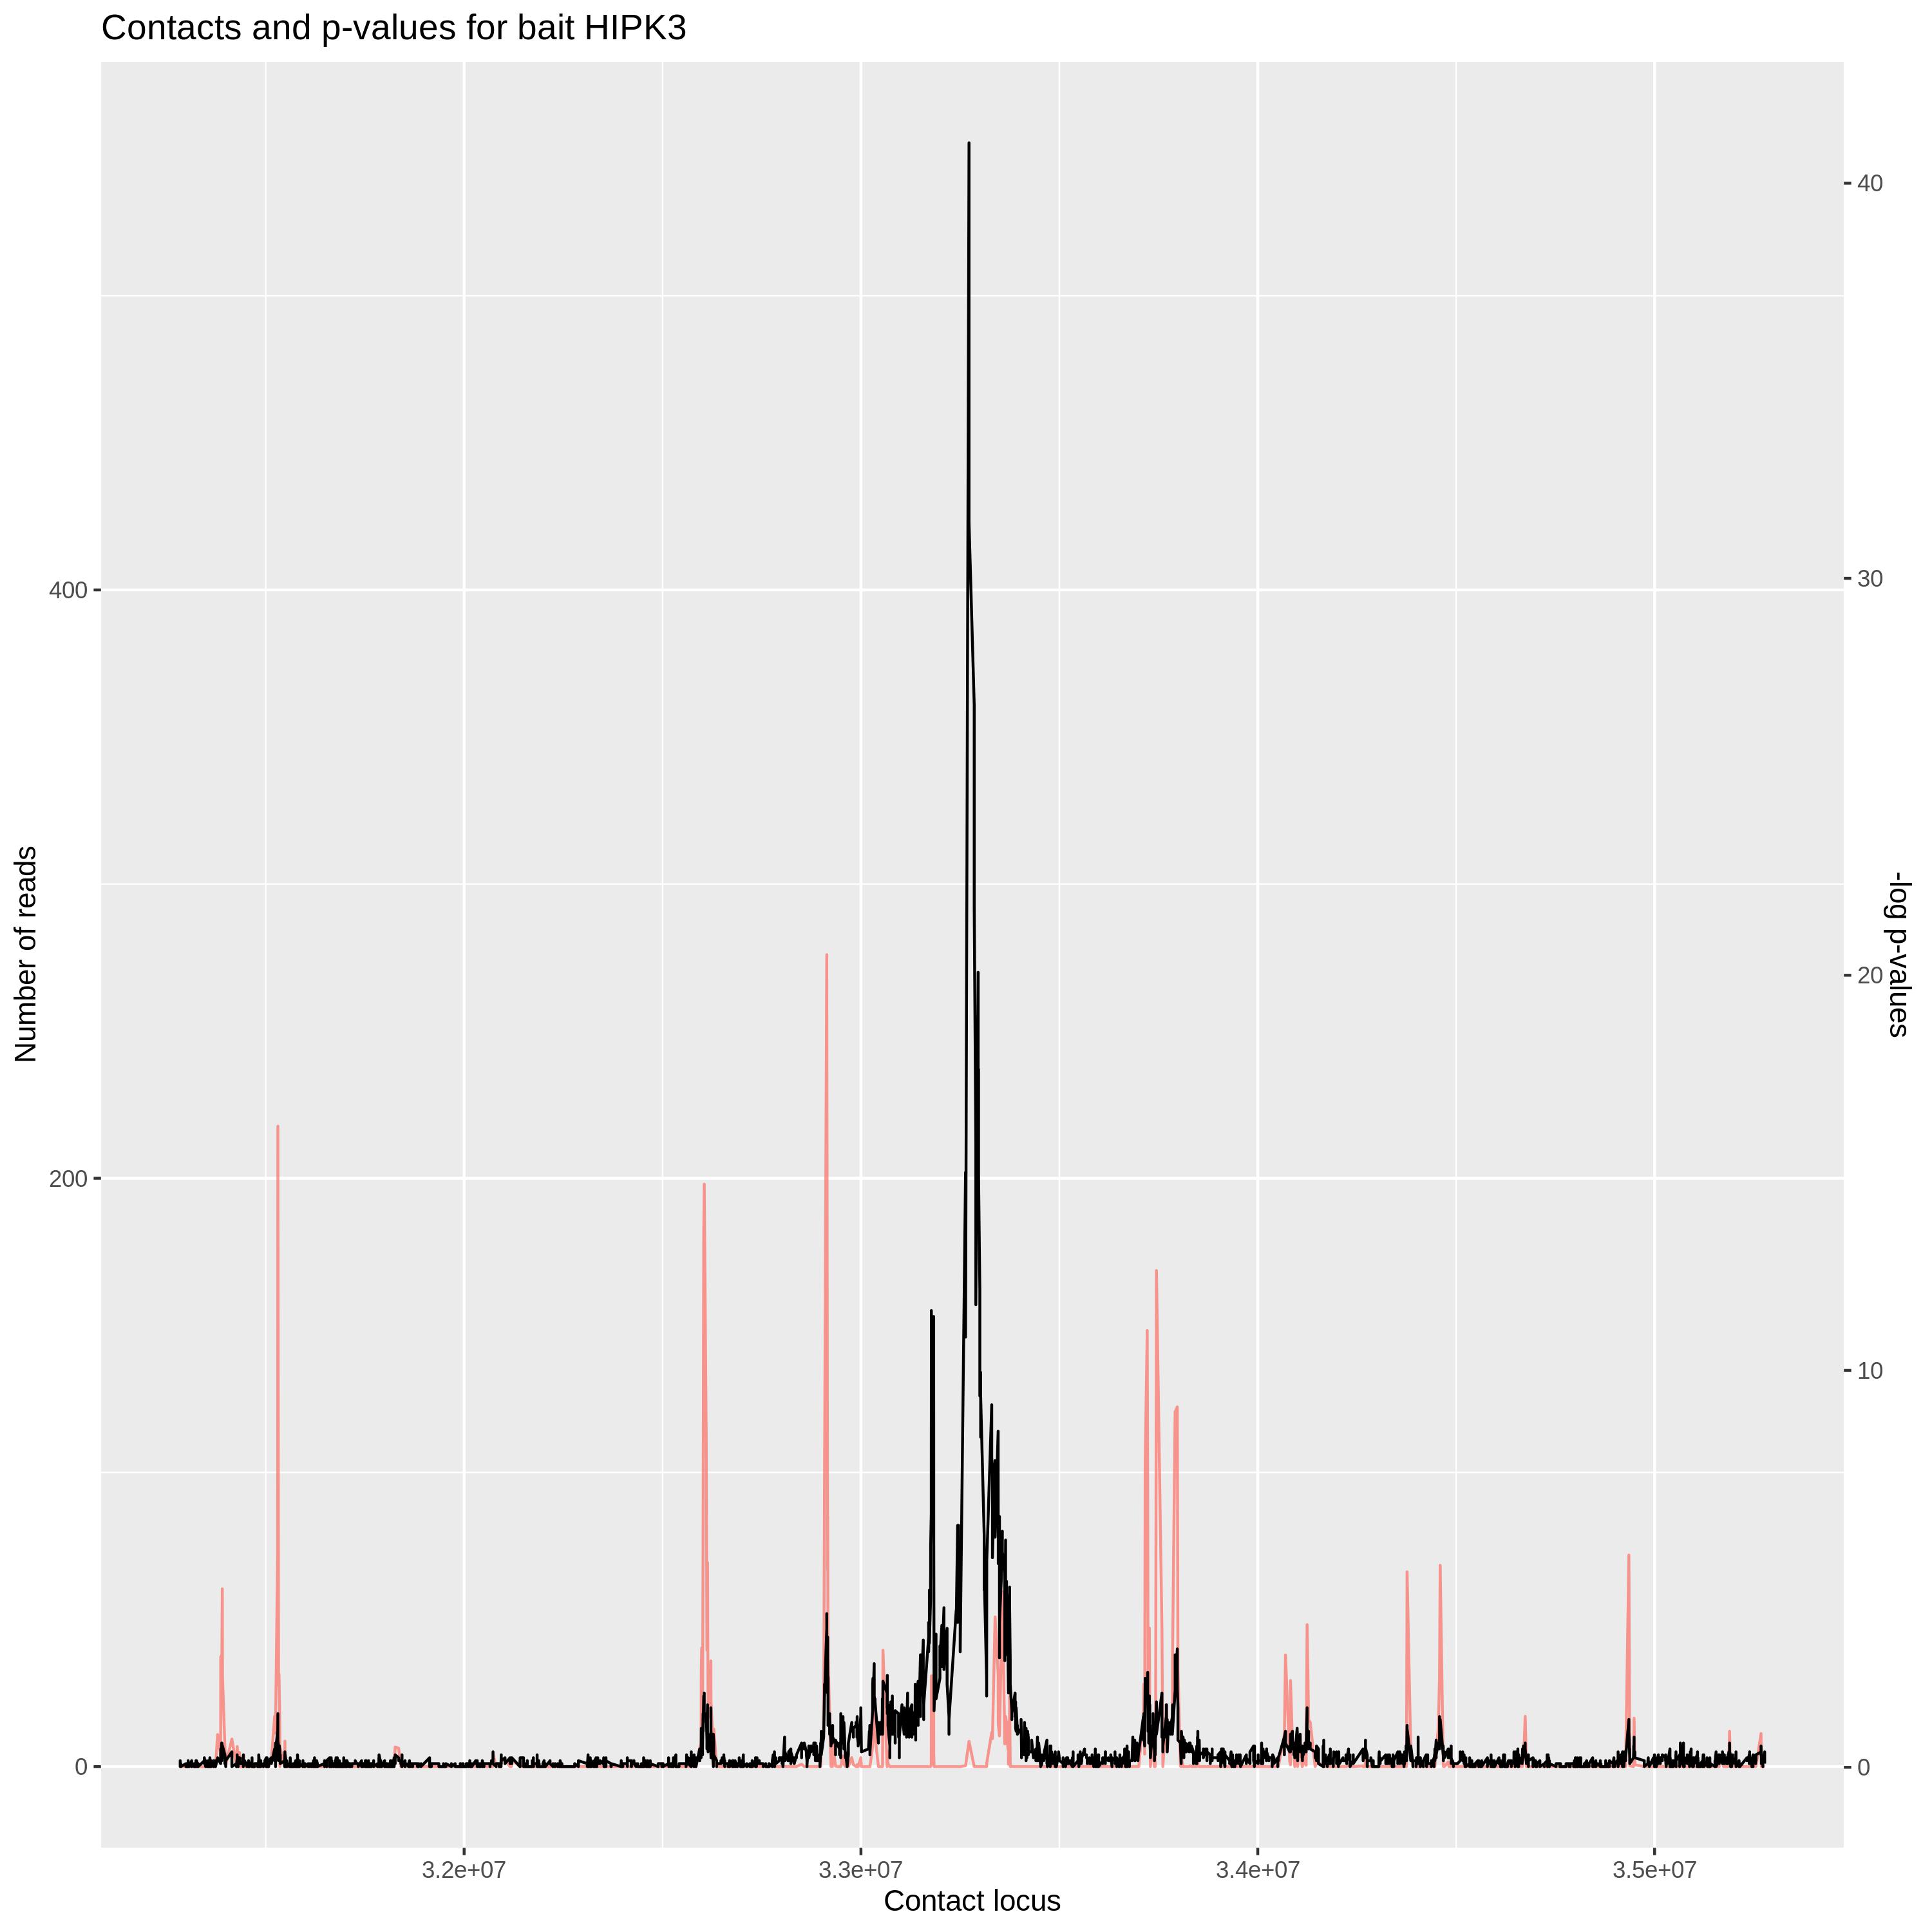 Contacts and p-values for bait HIPK3
Number of reads
400
200
0
40
30
20
10
0
-log p-values
3.2e+07 3.3e+07 3.4e+07 3.5e+07
Contact locus